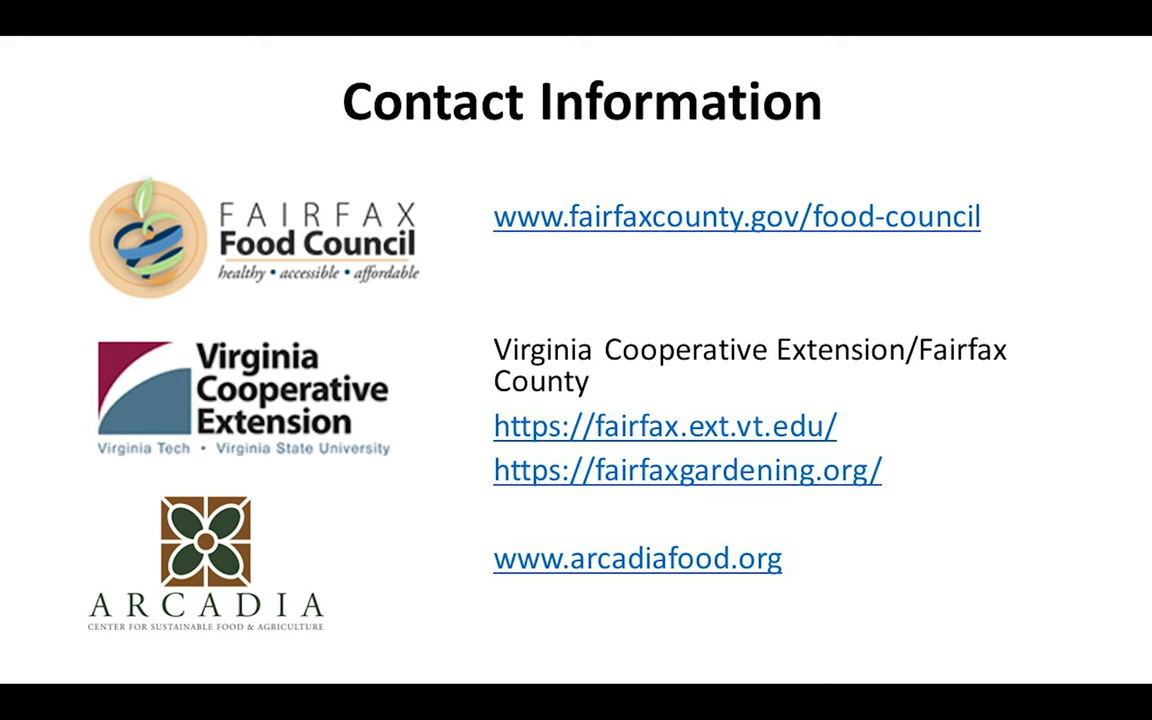 Contact Information
FAIRFAX
Food Council
healthy • accessible • affordable
www.fairfaxcounty.gov/food-council
Virginia
Cooperative
Extension
Virginia Tech • Virginia State University
Virginia Cooperative Extension/Fairfax
County
https://fairfax.ext.vt.edu/
https://fairfaxgardening.org/
ARCADIA
CENTER FOR SUSTAINABLE FOOD & AGRICULTURE
www.arcadiafood.org